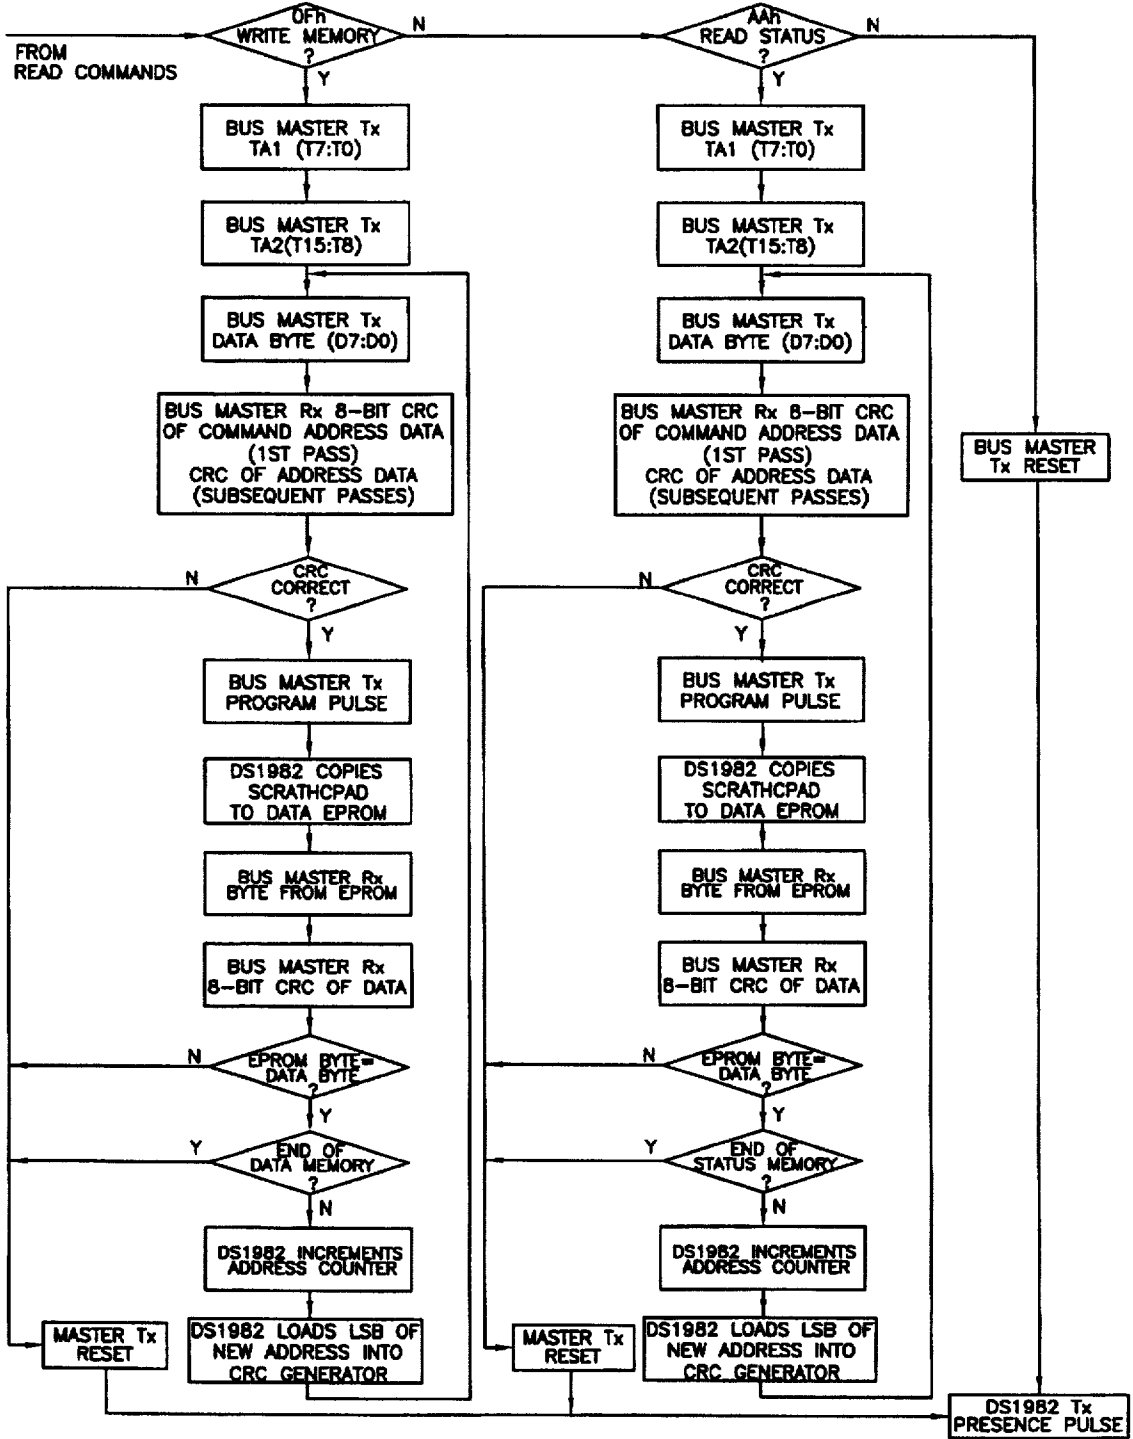 FROM
READ COMMANDS
0Fh
WRITE MEMORY
?
N
Y
BUS MASTER Tx
TA1 (T7:T0)
BUS MASTER Tx
TA2(T15:T8)
BUS MASTER Tx
DATA BYTE (D7:D0)
BUS MASTER Rx 8-BIT CRC
OF COMMAND ADDRESS DATA
(1ST PASS)
CRC OF ADDRESS DATA
(SUBSEQUENT PASSES)
CRC
CORRECT
?
N
Y
BUS MASTER Tx
PROGRAM PULSE
DS1982 COPIES
SCRATHCPAD
TO DATA EPROM
BUS MASTER Rx
BYTE FROM EPROM
BUS MASTER Rx
8-BIT CRC OF DATA
EPROM BYTE=
DATA BYTE
?
N
Y
END OF
DATA MEMORY
?
Y
N
DS1982 INCREMENTS
ADDRESS COUNTER
DS1982 LOADS LSB OF
NEW ADDRESS INTO
CRC GENERATOR
MASTER Tx
RESET
AAh
READ STATUS
?
N
Y
BUS MASTER Tx
TA1 (T7:T0)
BUS MASTER Tx
TA2(T15:T8)
BUS MASTER Tx
DATA BYTE (D7:D0)
BUS MASTER Rx 8-BIT CRC
OF COMMAND ADDRESS DATA
(1ST PASS)
CRC OF ADDRESS DATA
(SUBSEQUENT PASSES)
CRC
CORRECT
?
N
Y
BUS MASTER Tx
PROGRAM PULSE
DS1982 COPIES
SCRATHCPAD
TO DATA EPROM
BUS MASTER Rx
BYTE FROM EPROM
BUS MASTER Rx
8-BIT CRC OF DATA
EPROM BYTE=
DATA BYTE
?
N
Y
END OF
STATUS MEMORY
?
Y
N
DS1982 INCREMENTS
ADDRESS COUNTER
DS1982 LOADS LSB OF
NEW ADDRESS INTO
CRC GENERATOR
MASTER Tx
RESET
BUS MASTER
Tx RESET
DS1982 Tx
PRESENCE PULSE